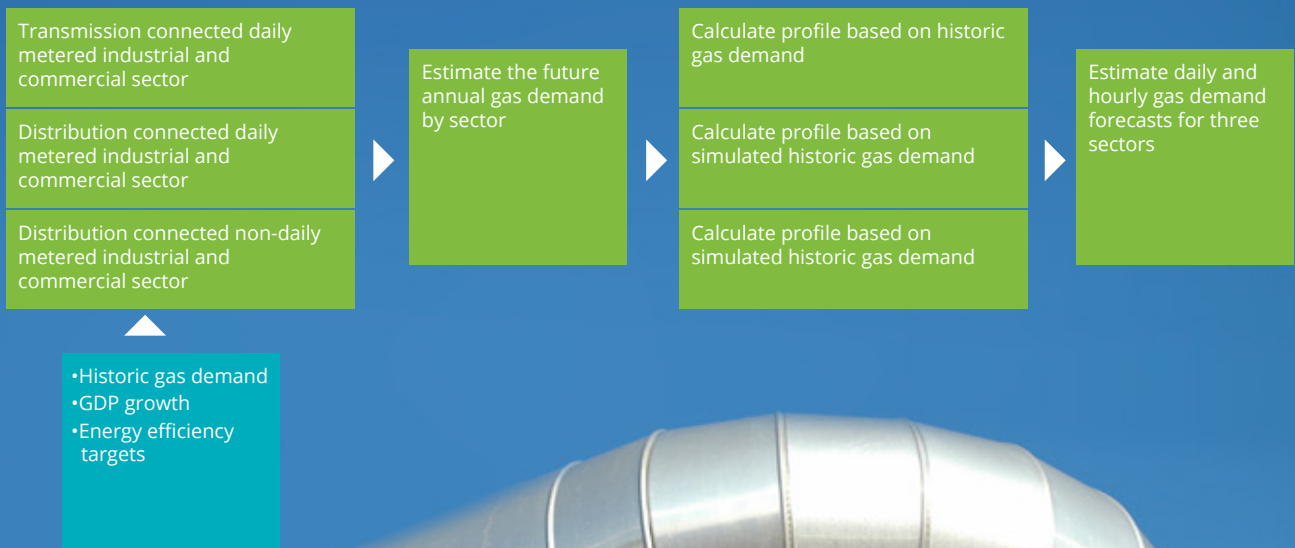 Transmission connected daily
metered industrial and
commercial sector
Distribution connected daily
metered industrial and
commercial sector
Distribution connected non-daily
metered industrial and
commercial sector
Estimate the future
annual gas demand
by sector
Calculate profile based on historic
gas demand
Calculate profile based on
simulated historic gas demand
Calculate profile based on
simulated historic gas demand
Estimate daily and
hourly gas demand
forecasts for three
sectors
•Historic gas demand
•GDP growth
•Energy efficiency
targets